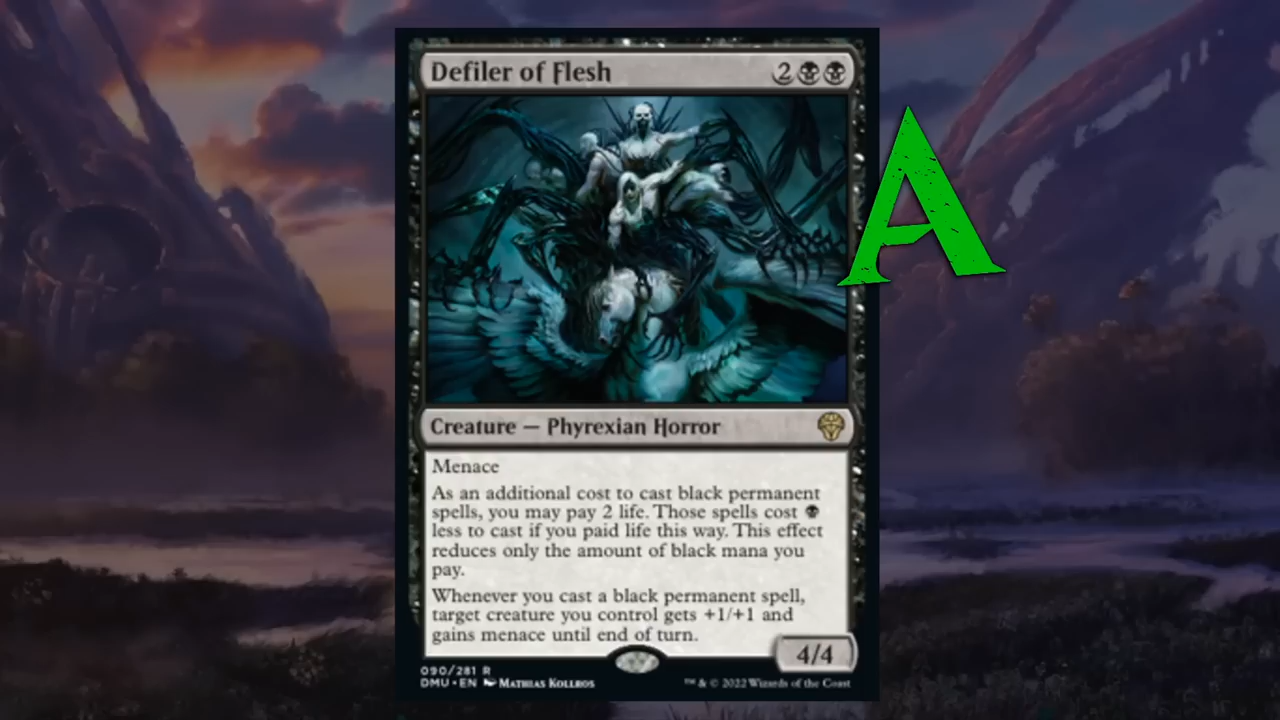 Defiler of Flesh 2
A
Creature — Phyrexian Horror
Menace
As an additional cost to cast black permanent
spells, you may pay 2 life. Those spells cost
less to cast if you paid life this way. This effect
reduces only the amount of black mana you
pay.
Whenever you cast a black permanent spell,
target creature you control gets +1/+1 and
gains menace until end of turn.
4/4
090/281 R
DMU • EN Mathias Kollros
™ & © 2022 Wizards of the Coast